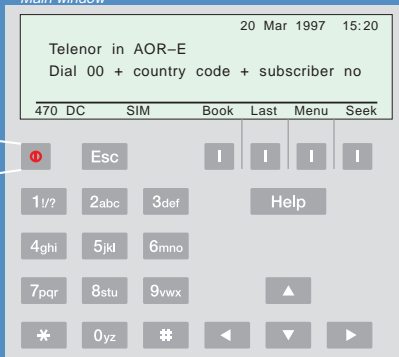 Main window
20 Mar 1997 15:20
Telenor in AOR–E
Dial 00 + country code + subscriber no
470 DC SIM Book Last Menu Seek
Esc I I I I
1!/? 2abc 3def Help
4ghi 5jkl 6mno
7pqr 8stu 9vwx
* 0yz #